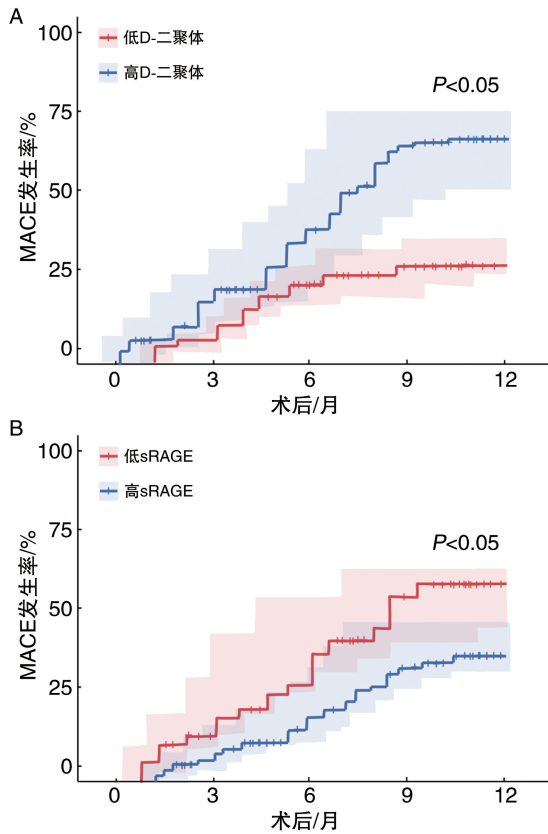 A
100
75
50
25
0
MACE发生率/%
低D-二聚体
高D-二聚体
P<0.05
0 3 6 9 12
术后/月
B
100
75
50
25
0
MACE发生率/%
低sRAGE
高sRAGE
P<0.05
0 3 6 9 12
术后/月